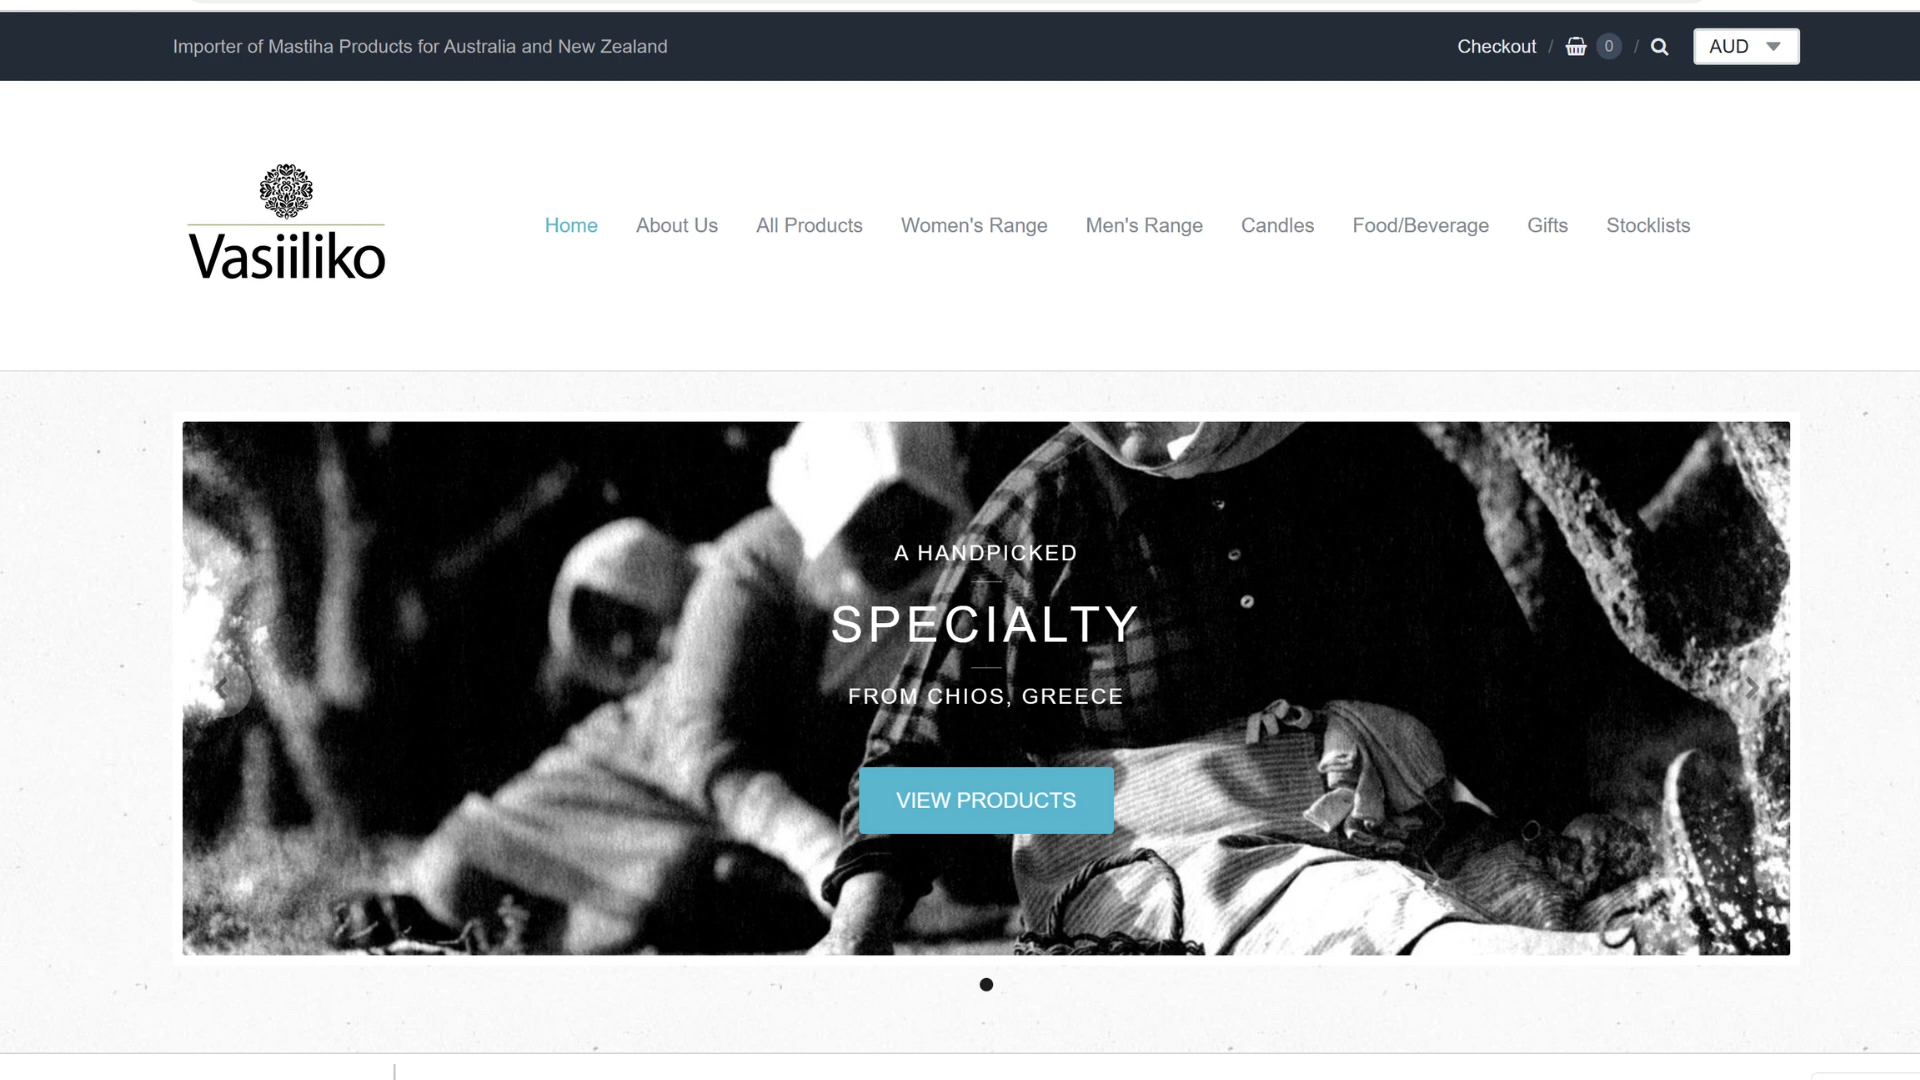 Importer of Mastiha Products for Australia and New Zealand
Checkout / 0 / AUD
Vasiiliko
Home About Us All Products Women's Range Men's Range Candles Food/Beverage Gifts Stocklists
A HANDPICKED
SPECIALTY
FROM CHIOS, GREECE
VIEW PRODUCTS